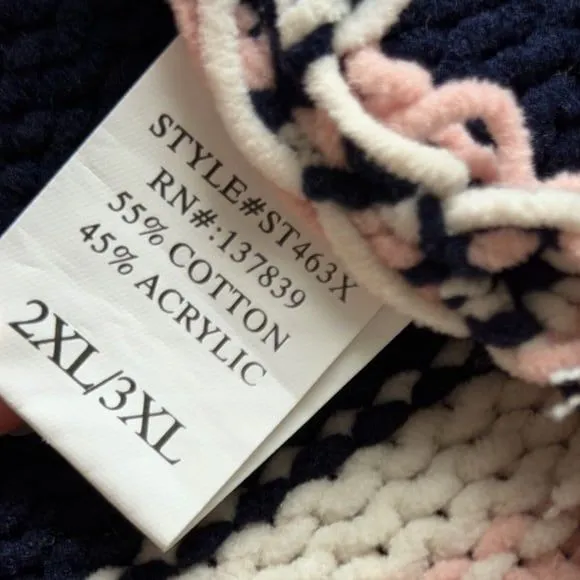 STYLE#ST463X
RN#:137839
55% COTTON
45% ACRYLIC
2XL/3XL